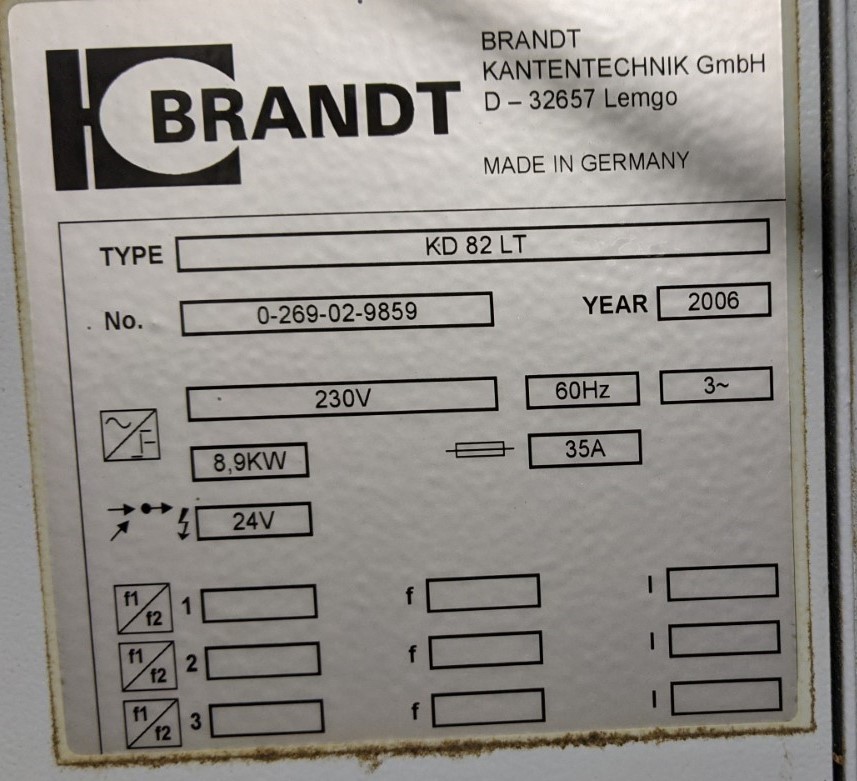 BRANDT
BRANDT
KANTENTECHNIK GmbH
D – 32657 Lemgo
MADE IN GERMANY
TYPE KD 82 LT
No. 0-269-02-9859 YEAR 2006
230V 60Hz 3~
8,9KW 35A
24V
f1/f2 1 f I
f1/f2 2 f I
f1/f2 3 f I